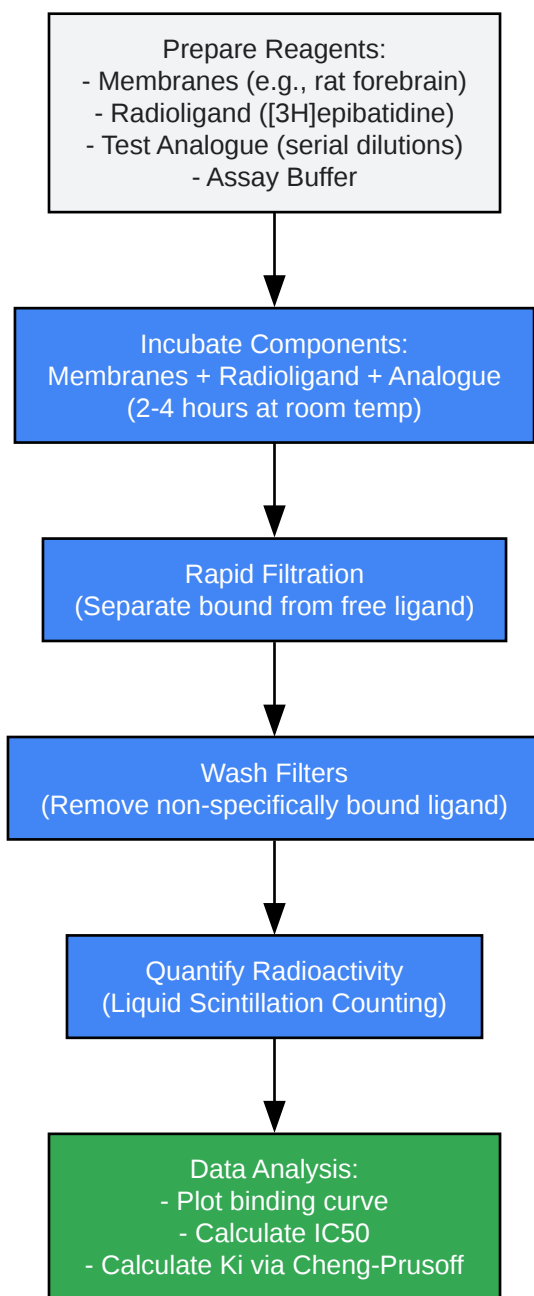 Prepare Reagents:
- Membranes (e.g., rat forebrain)
- Radioligand ([3H]epibatidine)
- Test Analogue (serial dilutions)
- Assay Buffer
Incubate Components:
Membranes + Radioligand + Analogue
(2-4 hours at room temp)
Rapid Filtration
(Separate bound from free ligand)
Wash Filters
(Remove non-specifically bound ligand)
Quantify Radioactivity
(Liquid Scintillation Counting)
Data Analysis:
- Plot binding curve
- Calculate IC50
- Calculate Ki via Cheng-Prusoff